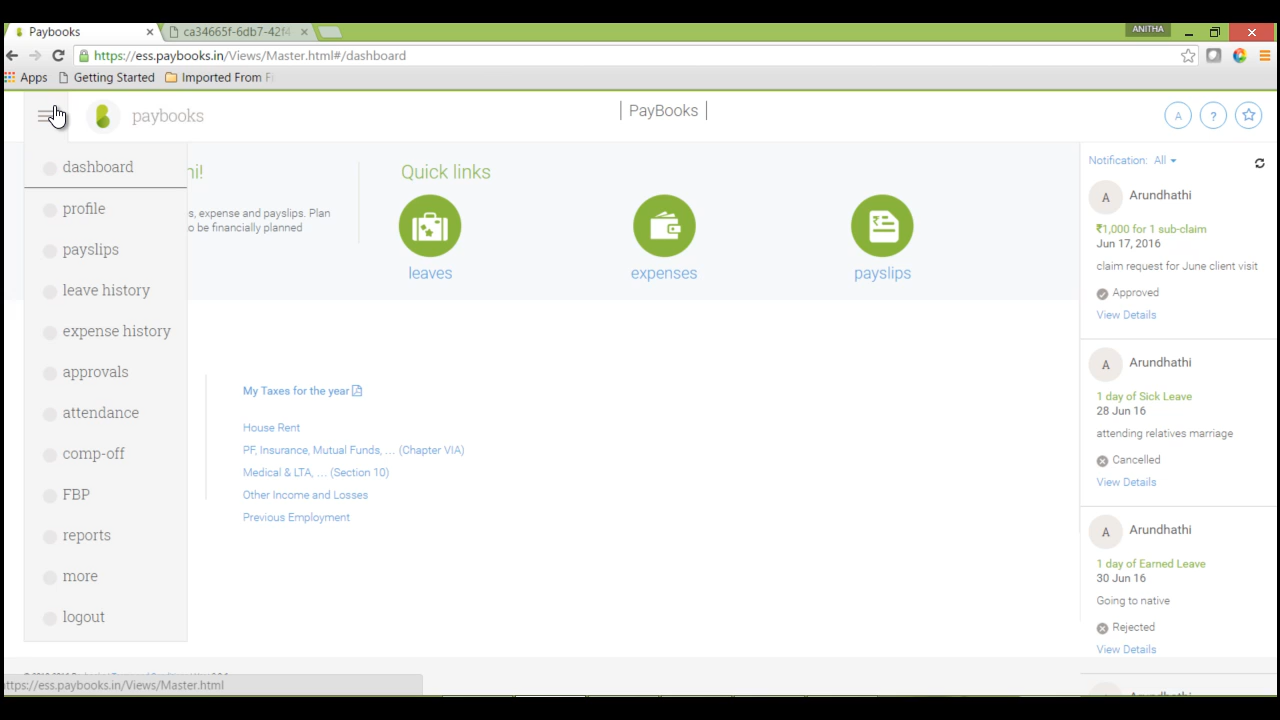 Paybooks
ca34665f-6db7-42f4
ANITHA
https://ess.paybooks.in/Views/Master.html#/dashboard
Apps
Getting Started
Imported From
paybooks
| PayBooks |
A
?
dashboard
profile
payslips
leave history
expense history
approvals
attendance
comp-off
FBP
reports
more
logout
ni!
s, expense and payslips. Plan
o be financially planned
Quick links
leaves
expenses
payslips
My Taxes for the year
House Rent
PF, Insurance, Mutual Funds, ... (Chapter VIA)
Medical & LTA, ... (Section 10)
Other Income and Losses
Previous Employment
Notification: All
A
Arundhathi
₹1,000 for 1 sub-claim
Jun 17, 2016
claim request for June client visit
Approved
View Details
A
Arundhathi
1 day of Sick Leave
28 Jun 16
attending relatives marriage
Cancelled
View Details
A
Arundhathi
1 day of Earned Leave
30 Jun 16
Going to native
Rejected
View Details
Arundhathi
ttps://ess.paybooks.in/Views/Master.html